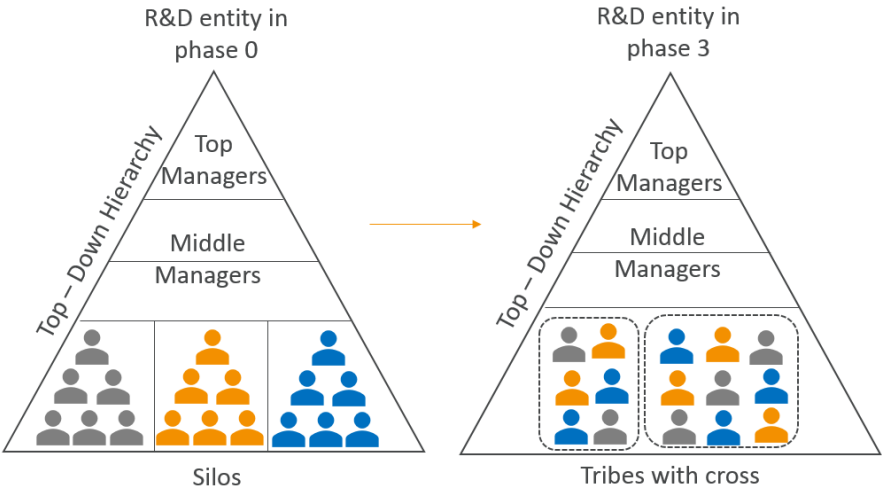 R&D entity in
phase 0
Top – Down Hierarchy
Top
Managers
Middle
Managers
Silos
R&D entity in
phase 3
Top – Down Hierarchy
Top
Managers
Middle
Managers
Tribes with cross